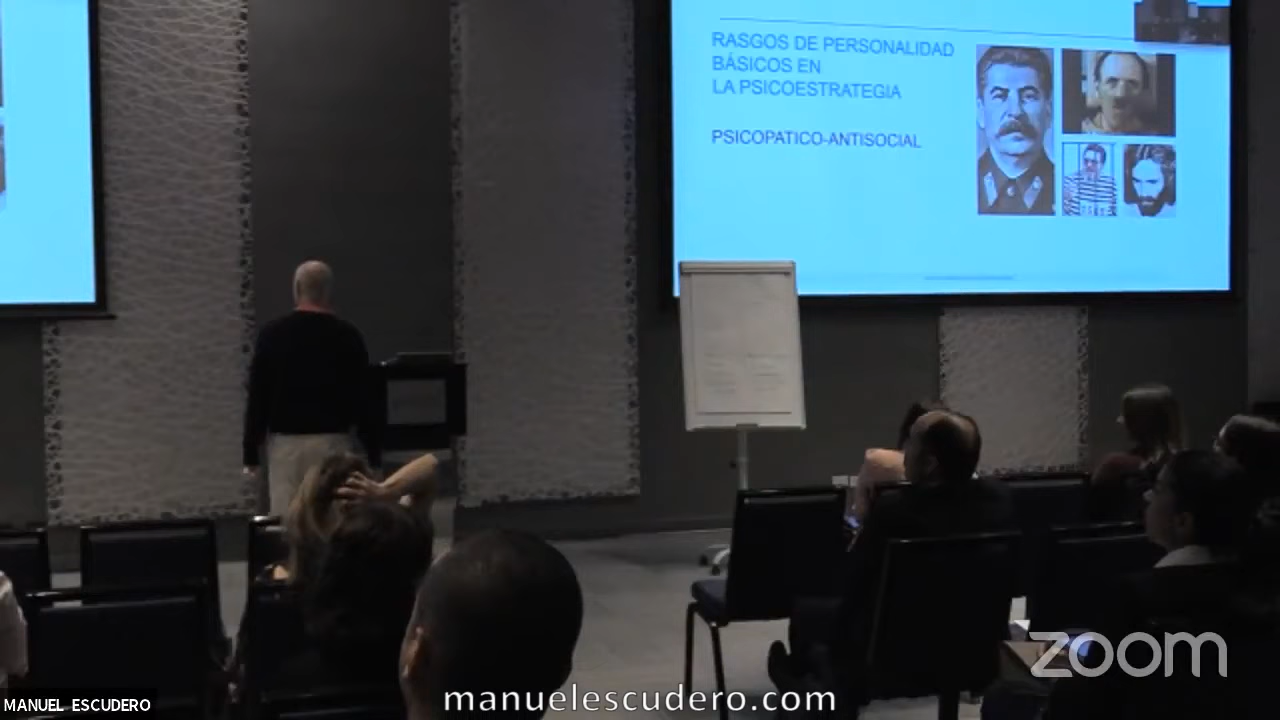 RASGOS DE PERSONALIDAD
BÁSICOS EN
LA PSICOESTRATEGIA
PSICOPATICO-ANTISOCIAL
zoom
MANUEL ESCUDERO
manuelescudero.com